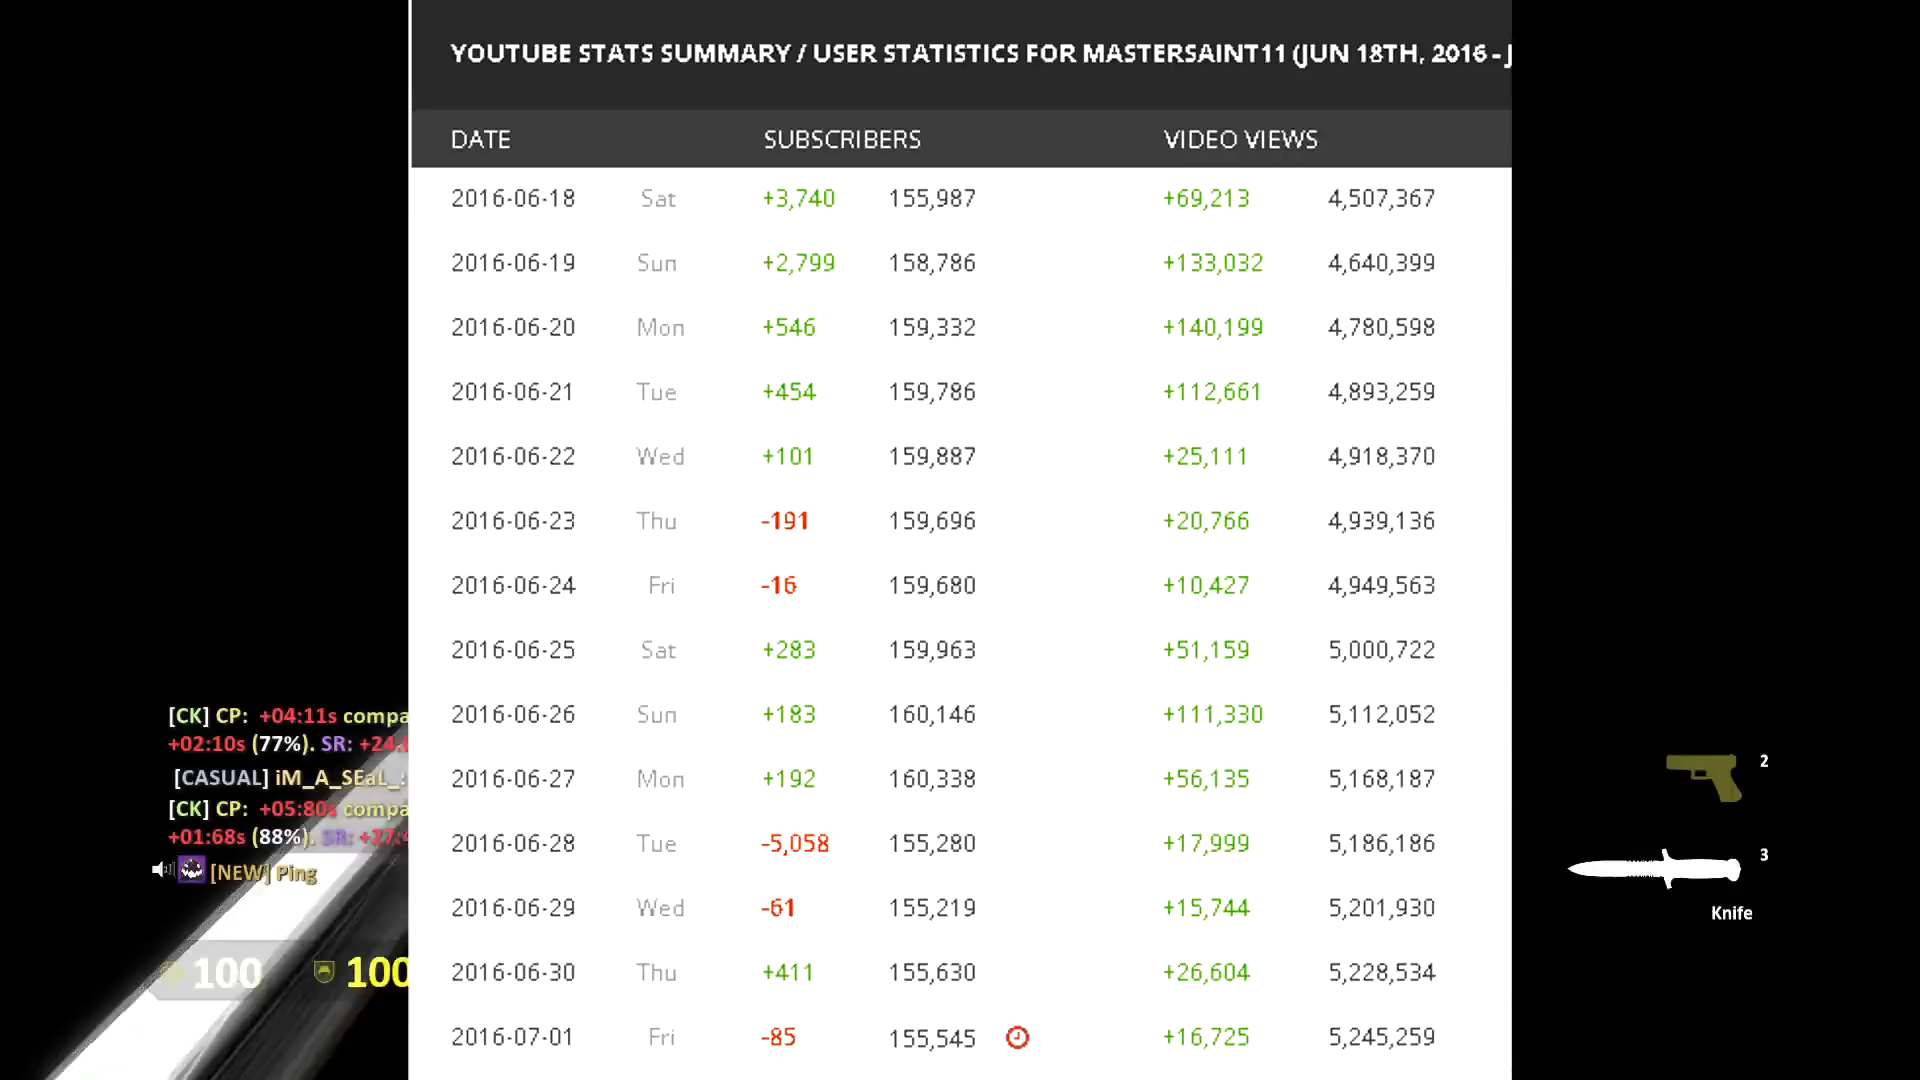 YOUTUBE STATS SUMMARY / USER STATISTICS FOR MASTERSAINT11 (JUN 18TH, 2016 - J
DATE SUBSCRIBERS VIDEO VIEWS
2016-06-18 Sat +3,740 155,987 +69,213 4,507,367
2016-06-19 Sun +2,799 158,786 +133,032 4,640,399
2016-06-20 Mon +546 159,332 +140,199 4,780,598
2016-06-21 Tue +454 159,786 +112,661 4,893,259
2016-06-22 Wed +101 159,887 +25,111 4,918,370
2016-06-23 Thu -191 159,696 +20,766 4,939,136
2016-06-24 Fri -16 159,680 +10,427 4,949,563
2016-06-25 Sat +283 159,963 +51,159 5,000,722
2016-06-26 Sun +183 160,146 +111,330 5,112,052
2016-06-27 Mon +192 160,338 +56,135 5,168,187
2016-06-28 Tue -5,058 155,280 +17,999 5,186,186
2016-06-29 Wed -61 155,219 +15,744 5,201,930
2016-06-30 Thu +411 155,630 +26,604 5,228,534
2016-07-01 Fri -85 155,545 +16,725 5,245,259
[CK] CP: +04:11s compa
+02:10s (77%). SR: +24:
[CASUAL] iM_A_SEaL_
[CK] CP: +05:80s compa
+01:68s (88%). SR: +27:
[NEW] Ping
100 100
2
3
Knife